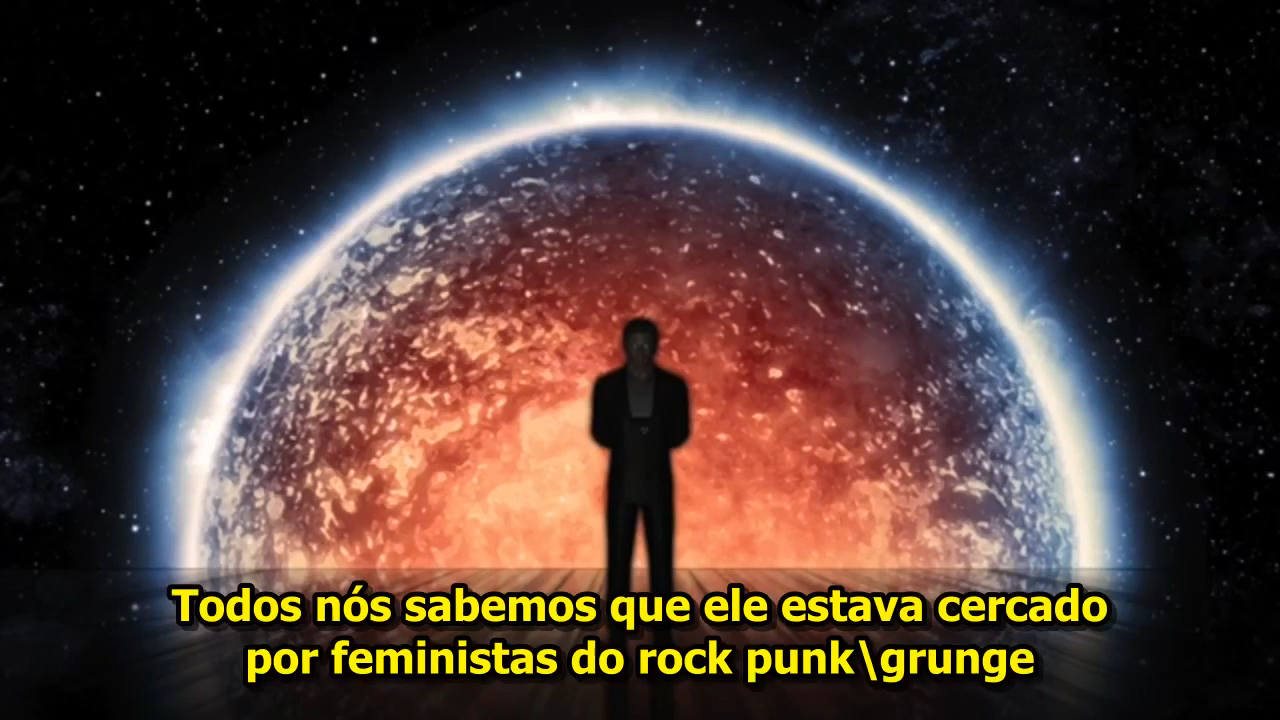 Todos nós sabemos que ele estava cercado
por feministas do rock punk\grunge